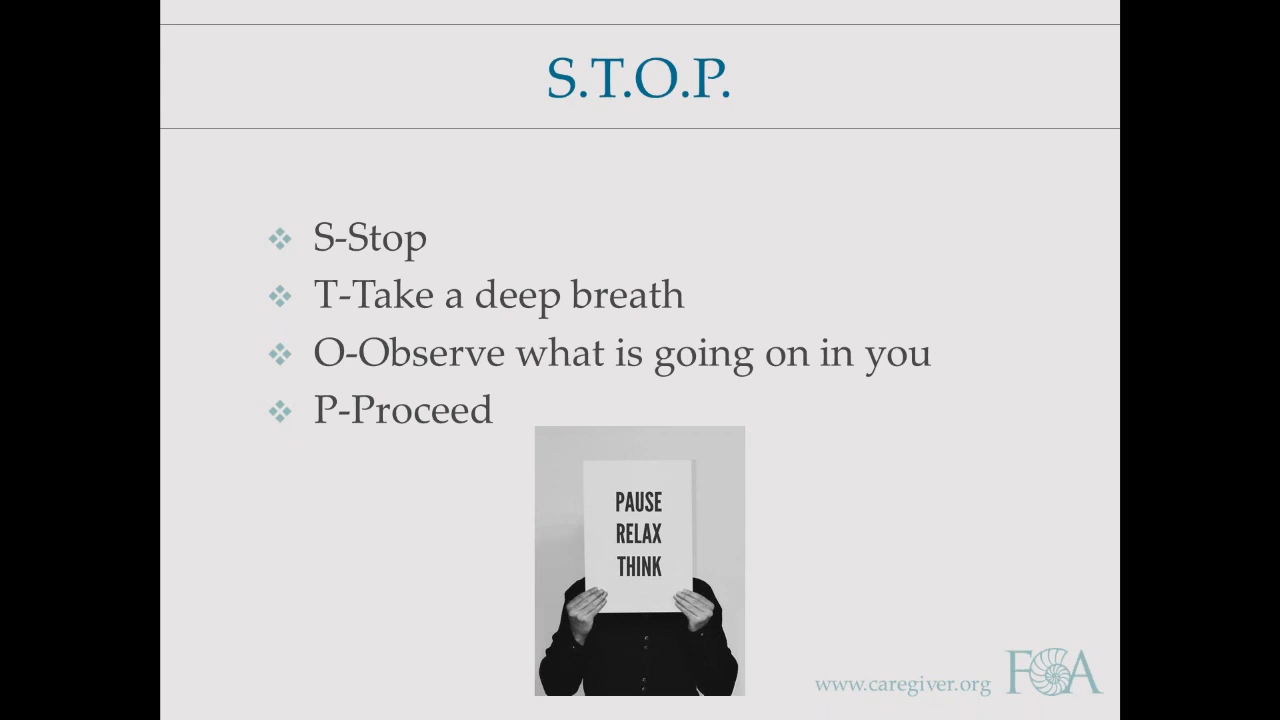 S.T.O.P.
S-Stop
T-Take a deep breath
O-Observe what is going on in you
P-Proceed
PAUSE
RELAX
THINK
www.caregiver.org FCA